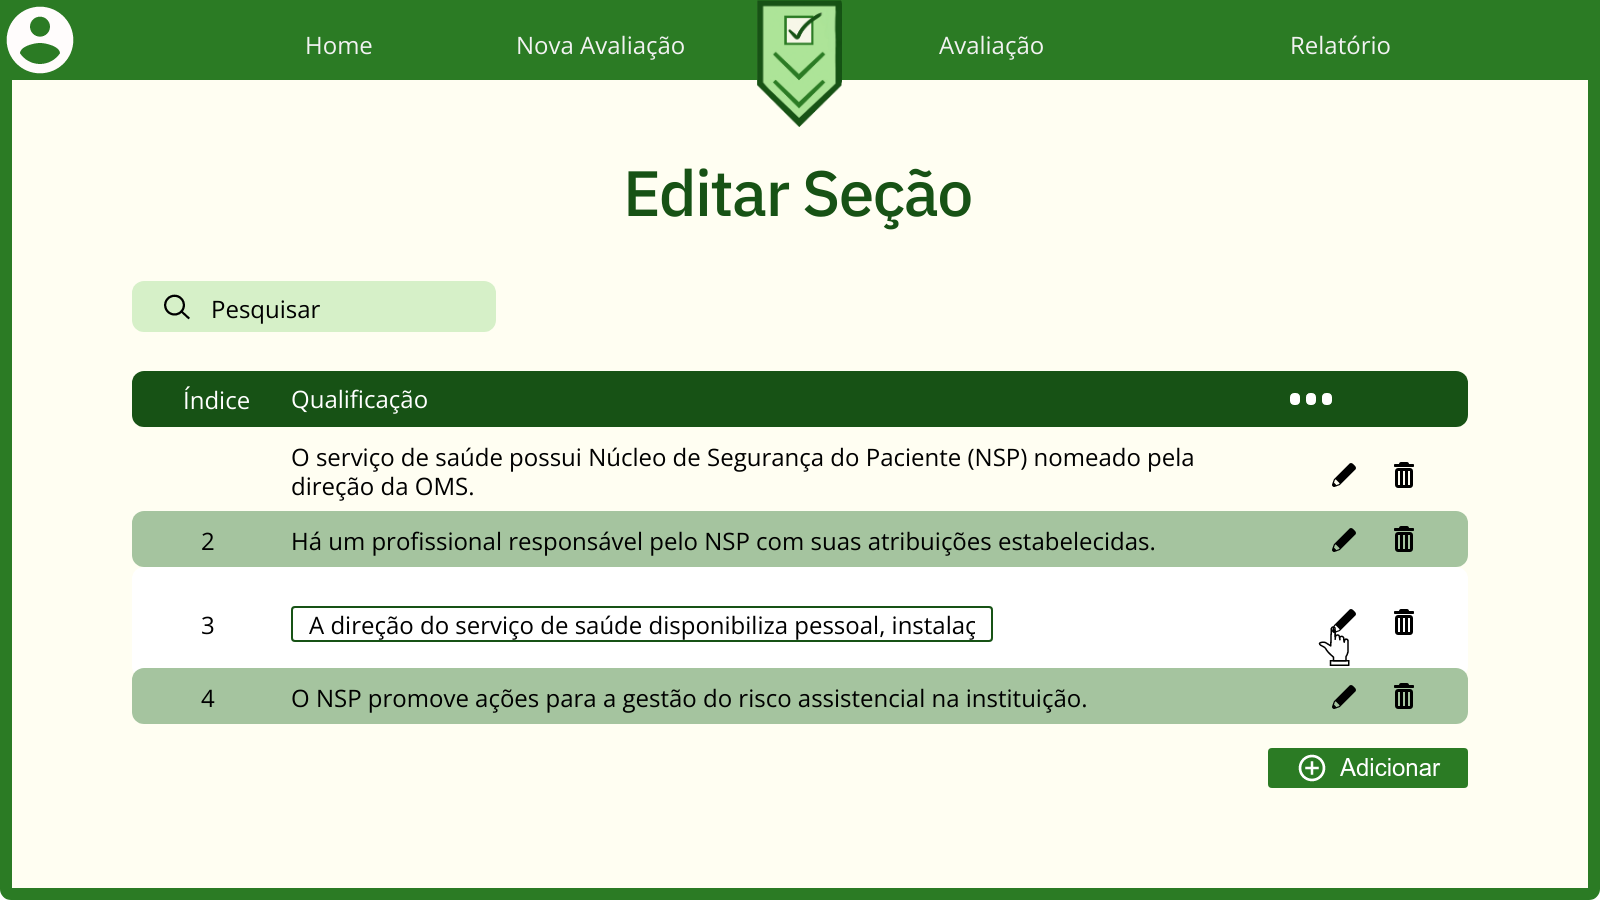 Home
Nova Avaliação
Avaliação
Relatório
Editar Seção
Pesquisar
Índice
Qualificação
O serviço de saúde possui Núcleo de Segurança do Paciente (NSP) nomeado pela
direção da OMS.
2
Há um profissional responsável pelo NSP com suas atribuições estabelecidas.
3
A direção do serviço de saúde disponibiliza pessoal, instalaç
4
O NSP promove ações para a gestão do risco assistencial na instituição.
Adicionar